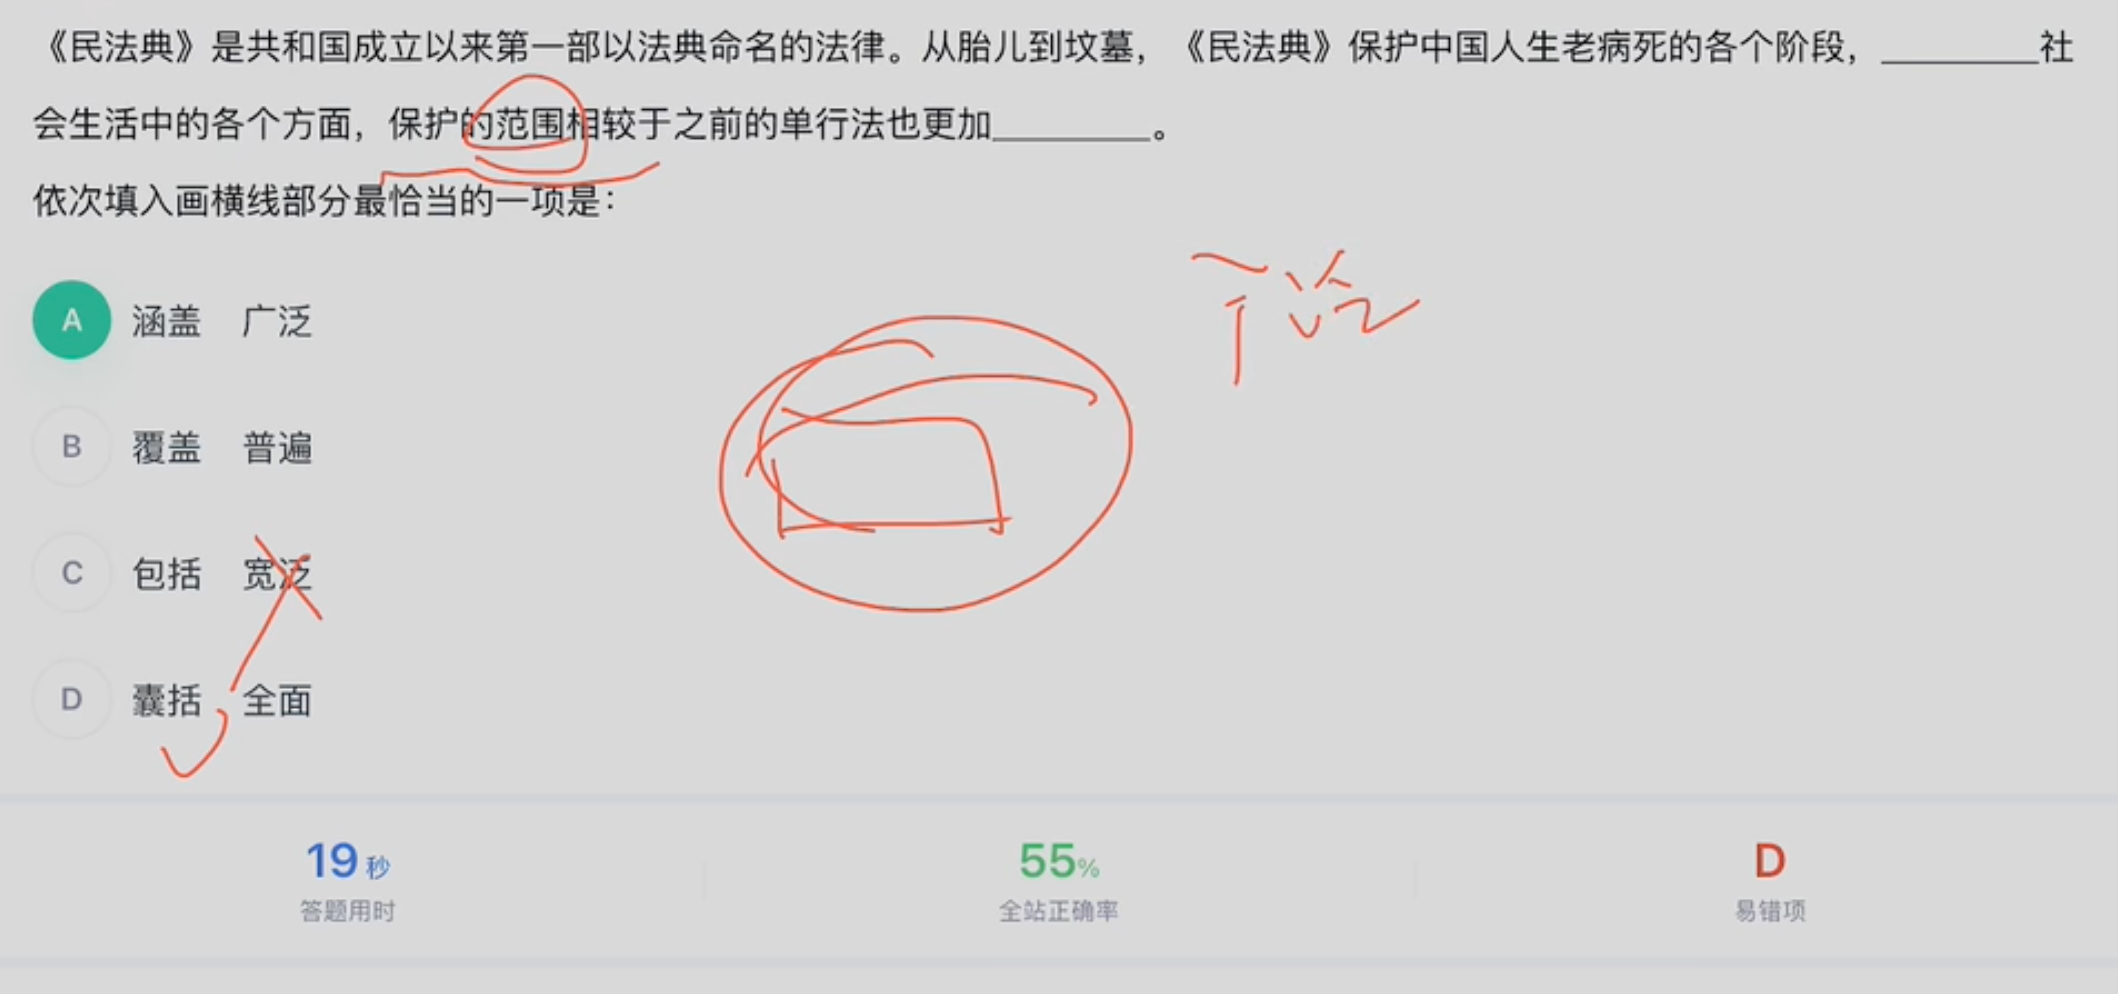 《民法典》是共和国成立以来第一部以法典命名的法律。从胎儿到坟墓，《民法典》保护中国人生老病死的各个阶段，________社
会生活中的各个方面，保护的范围相较于之前的单行法也更加________。
依次填入画横线部分最恰当的一项是：
A 涵盖 广泛
B 覆盖 普遍
C 包括 宽泛
D 囊括 全面
19秒 55% D
答题用时 全站正确率 易错项